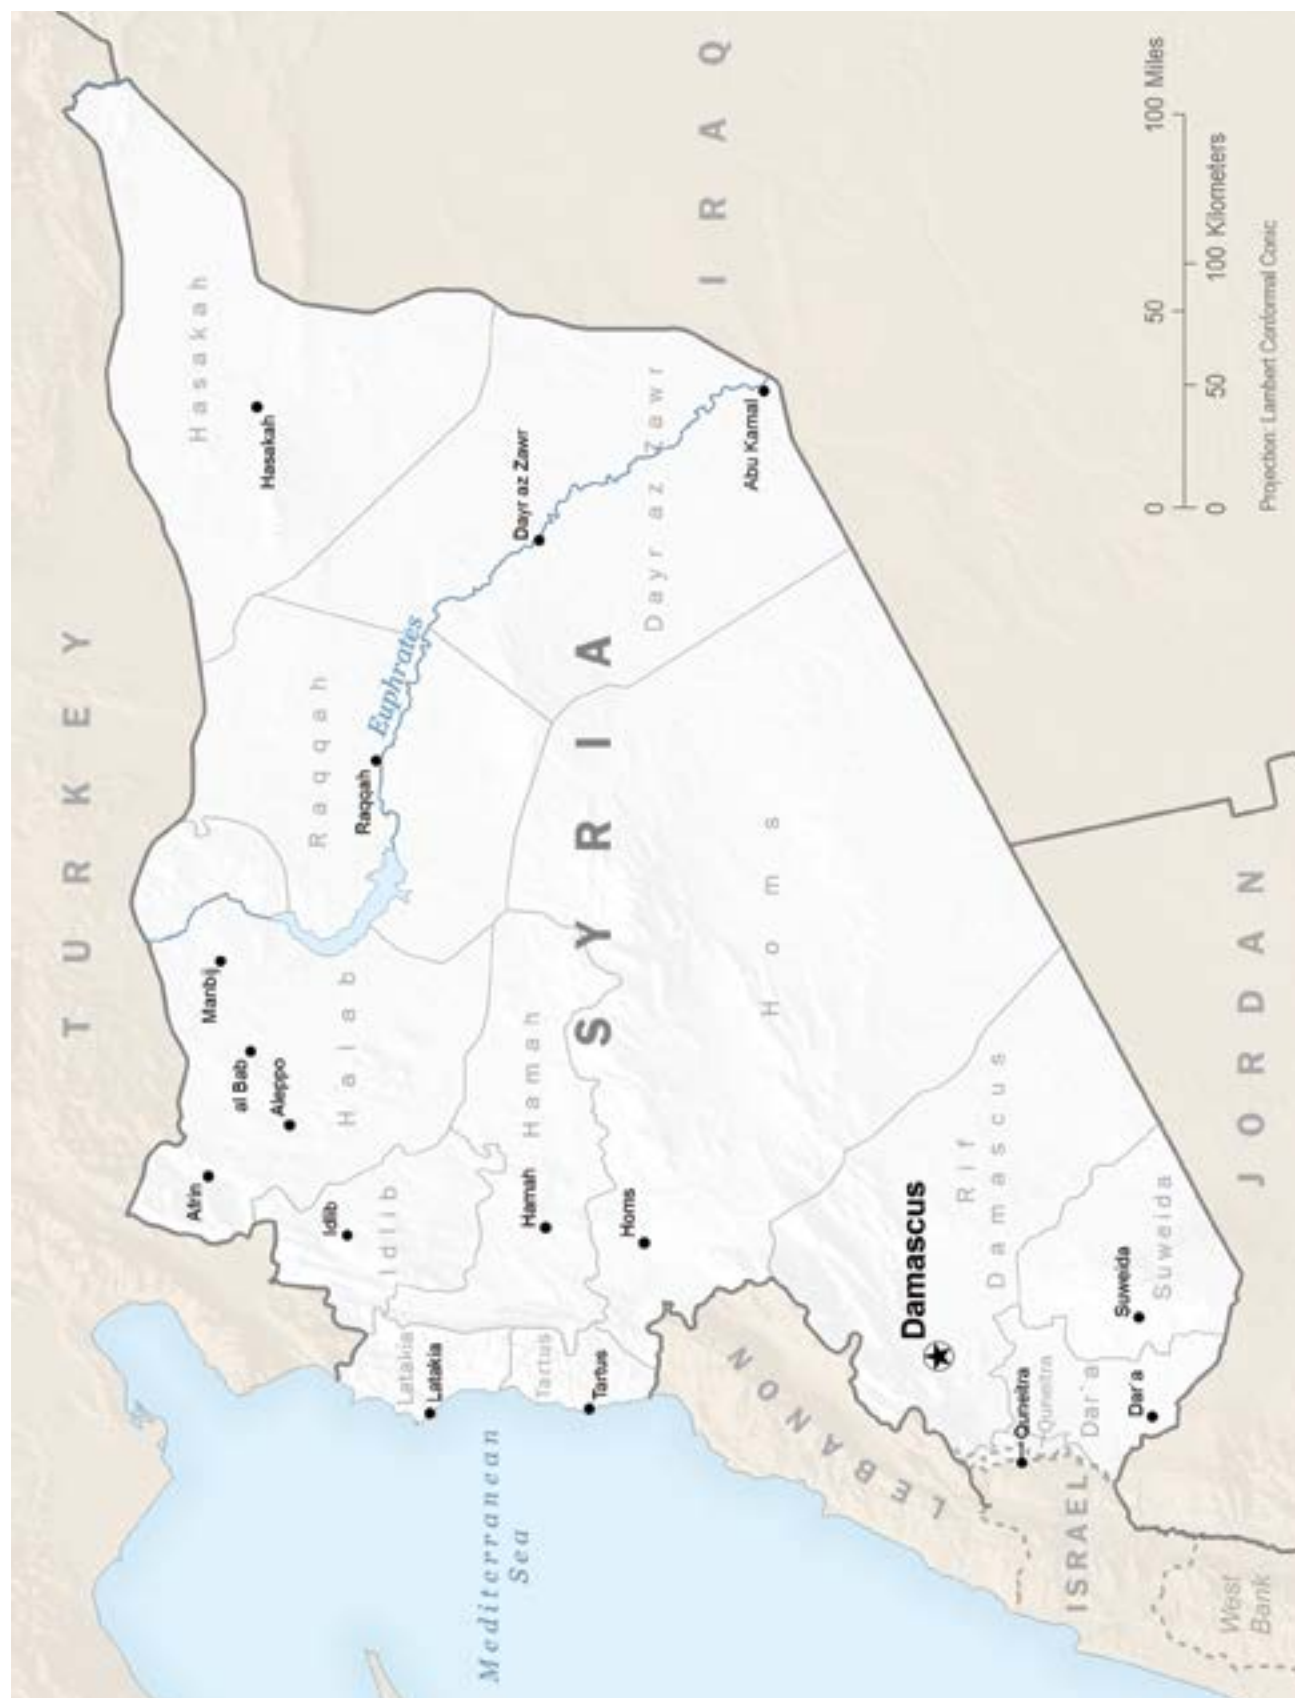 TURKEY
Manbij
al Bab
Aleppo
Afrin
Halab
Idlib
Idlib
Latakia
Latakia
Hamah
Hamah
Tartus
Tartus
Homs
Homs
Hasakah
Hasakah
Raqqah
Raqqah
Euphrates
Dayr az Zawr
Dayr az Zawr
Abu Kamal
SYRIA
IRAQ
Mediterranean
Sea
LEBANON
Damascus
Rif
Damascus
Quneitra
Quneitra
Dar'a
Dar'a
Suweida
Suweida
ISRAEL
West
Bank
JORDAN
0 50 100 Miles
0 50 100 Kilometers
Projection: Lambert Conformal Conic